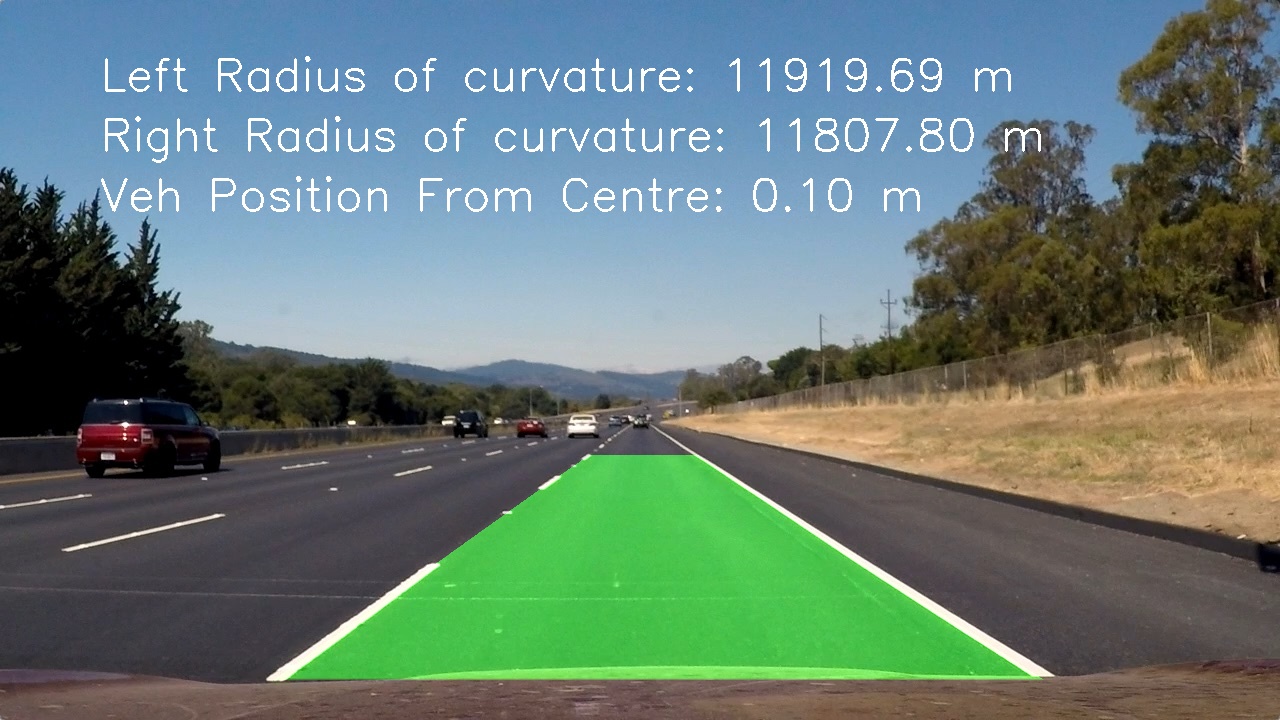 Left Radius of curvature: 11919.69 m
Right Radius of curvature: 11807.80 m
Veh Position From Centre: 0.10 m